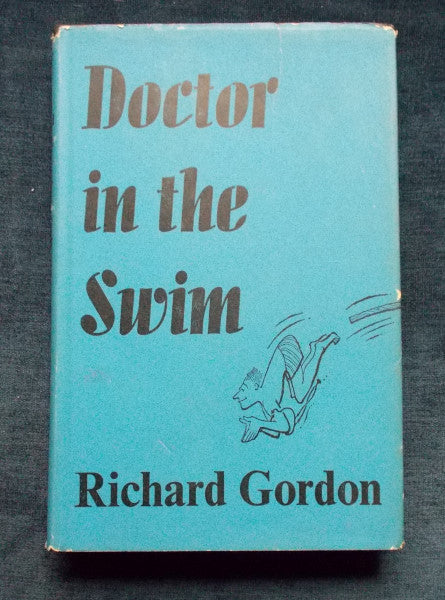 Doctor
in the
Swim
Richard Gordon